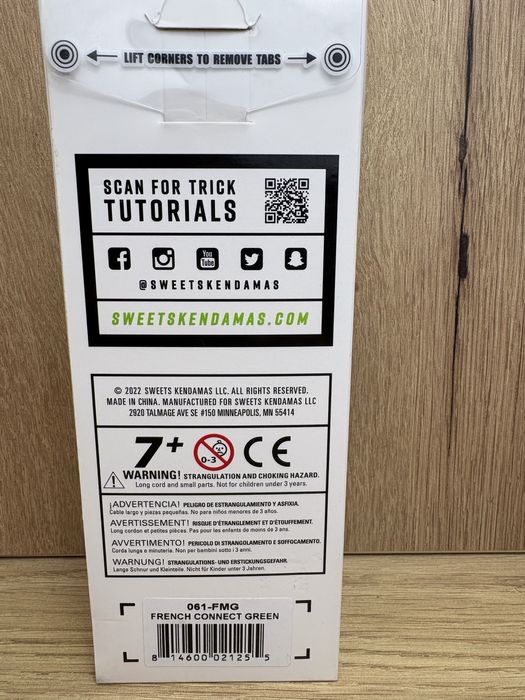 LIFT CORNERS TO REMOVE TABS
SCAN FOR TRICK
TUTORIALS
You
Tube
@SWEETSKENDAMAS
SWEETSKENDAMAS.COM
© 2022 SWEETS KENDAMAS LLC. ALL RIGHTS RESERVED.
MADE IN CHINA. MANUFACTURED FOR SWEETS KENDAMAS LLC
2920 TALMAGE AVE SE #150 MINNEAPOLIS, MN 55414
7+ 0-3 CE
WARNING! STRANGULATION AND CHOKING HAZARD.
Long cord and small parts. Not for children under 3 years.
¡ADVERTENCIA! PELIGRO DE ESTRANGULAMIENTO Y ASFIXIA.
Cable largo y piezas pequeñas. No para niños menores de 3 años.
AVERTISSEMENT! RISQUE D'ÉTRANGLEMENT ET D'ÉTOUFFEMENT.
Long cordon et petites pièces. Pas pour les enfants de moins de 3 ans.
AVVERTIMENTO! PERICOLO DI STRANGOLAMENTO E SOFFOCAMENTO.
Corda lunga e minuteria. Non per bambini sotto i 3 anni.
WARNUNG! STRANGULATIONS- UND ERSTICKUNGSGEFAHR.
Lange Schnur und Kleinteile. Nicht für Kinder unter 3 Jahren.
061-FMG
FRENCH CONNECT GREEN
8 14600 02125 5